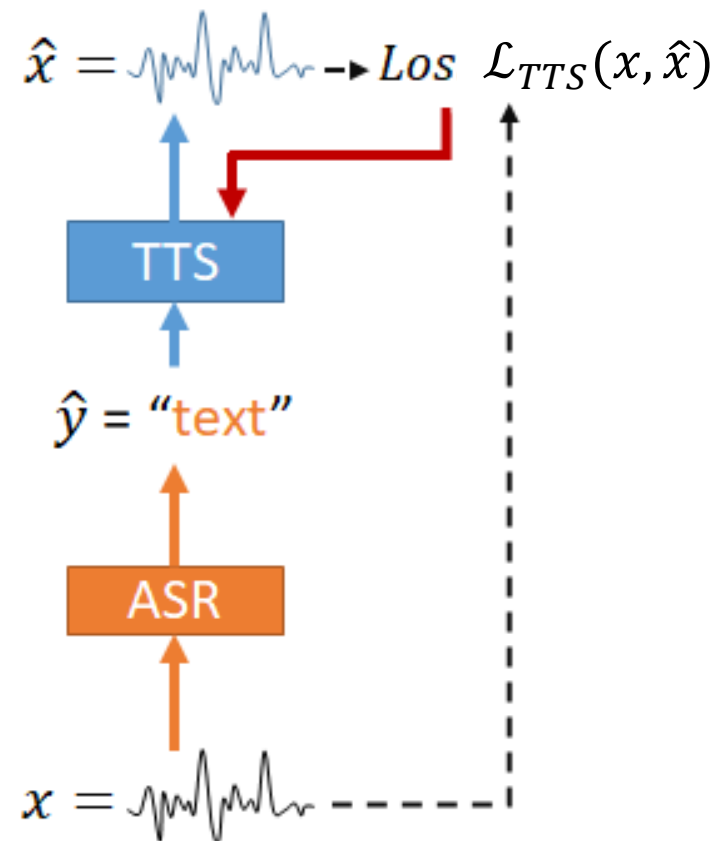 x̂ = Los ℒ_TTS(x, x̂)
TTS
ŷ = “text”
ASR
x =